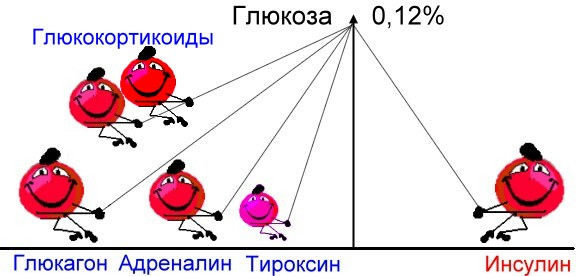 Глюкоза 0,12%
Глюкокортикоиды
Глюкагон Адреналин Тироксин Инсулин